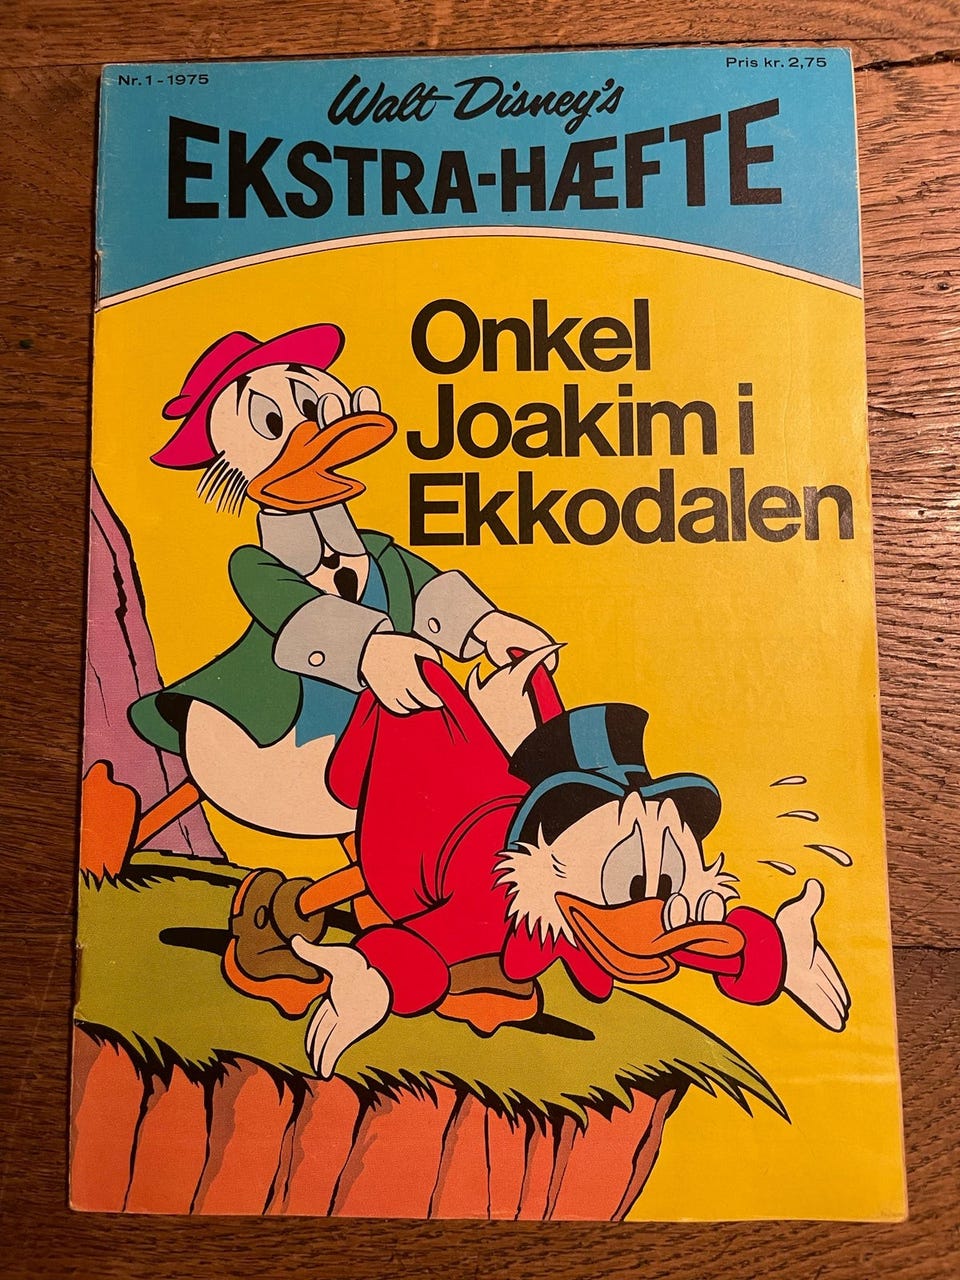 Nr. 1 - 1975
Pris kr. 2,75
Walt Disney's
EKSTRA-HÆFTE
Onkel
Joakim i
Ekkodalen